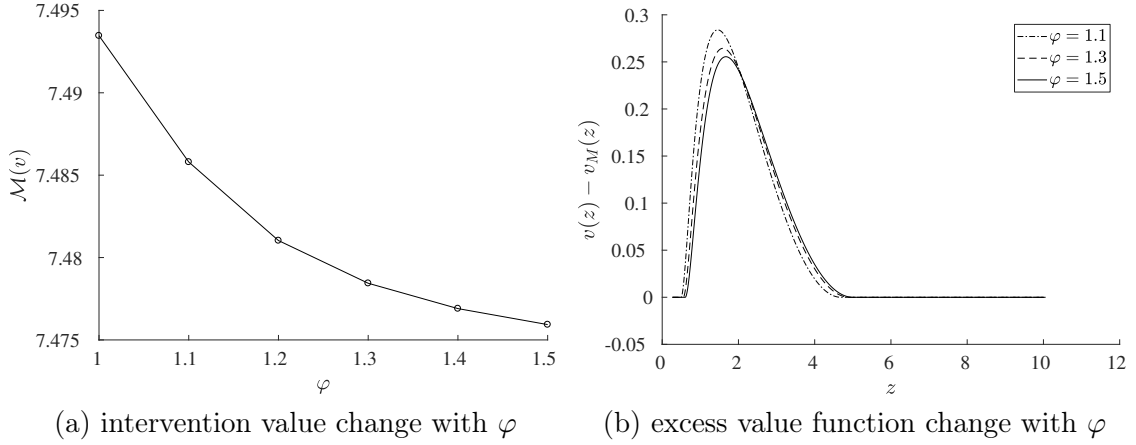 7.495
7.49
7.485
7.48
7.475
ℳ(v)
1 1.1 1.2 1.3 1.4 1.5
φ
(a) intervention value change with φ
0.3
0.25
0.2
0.15
0.1
0.05
0
-0.05
v(z) − v_M(z)
φ = 1.1
φ = 1.3
φ = 1.5
0 2 4 6 8 10 12
z
(b) excess value function change with φ